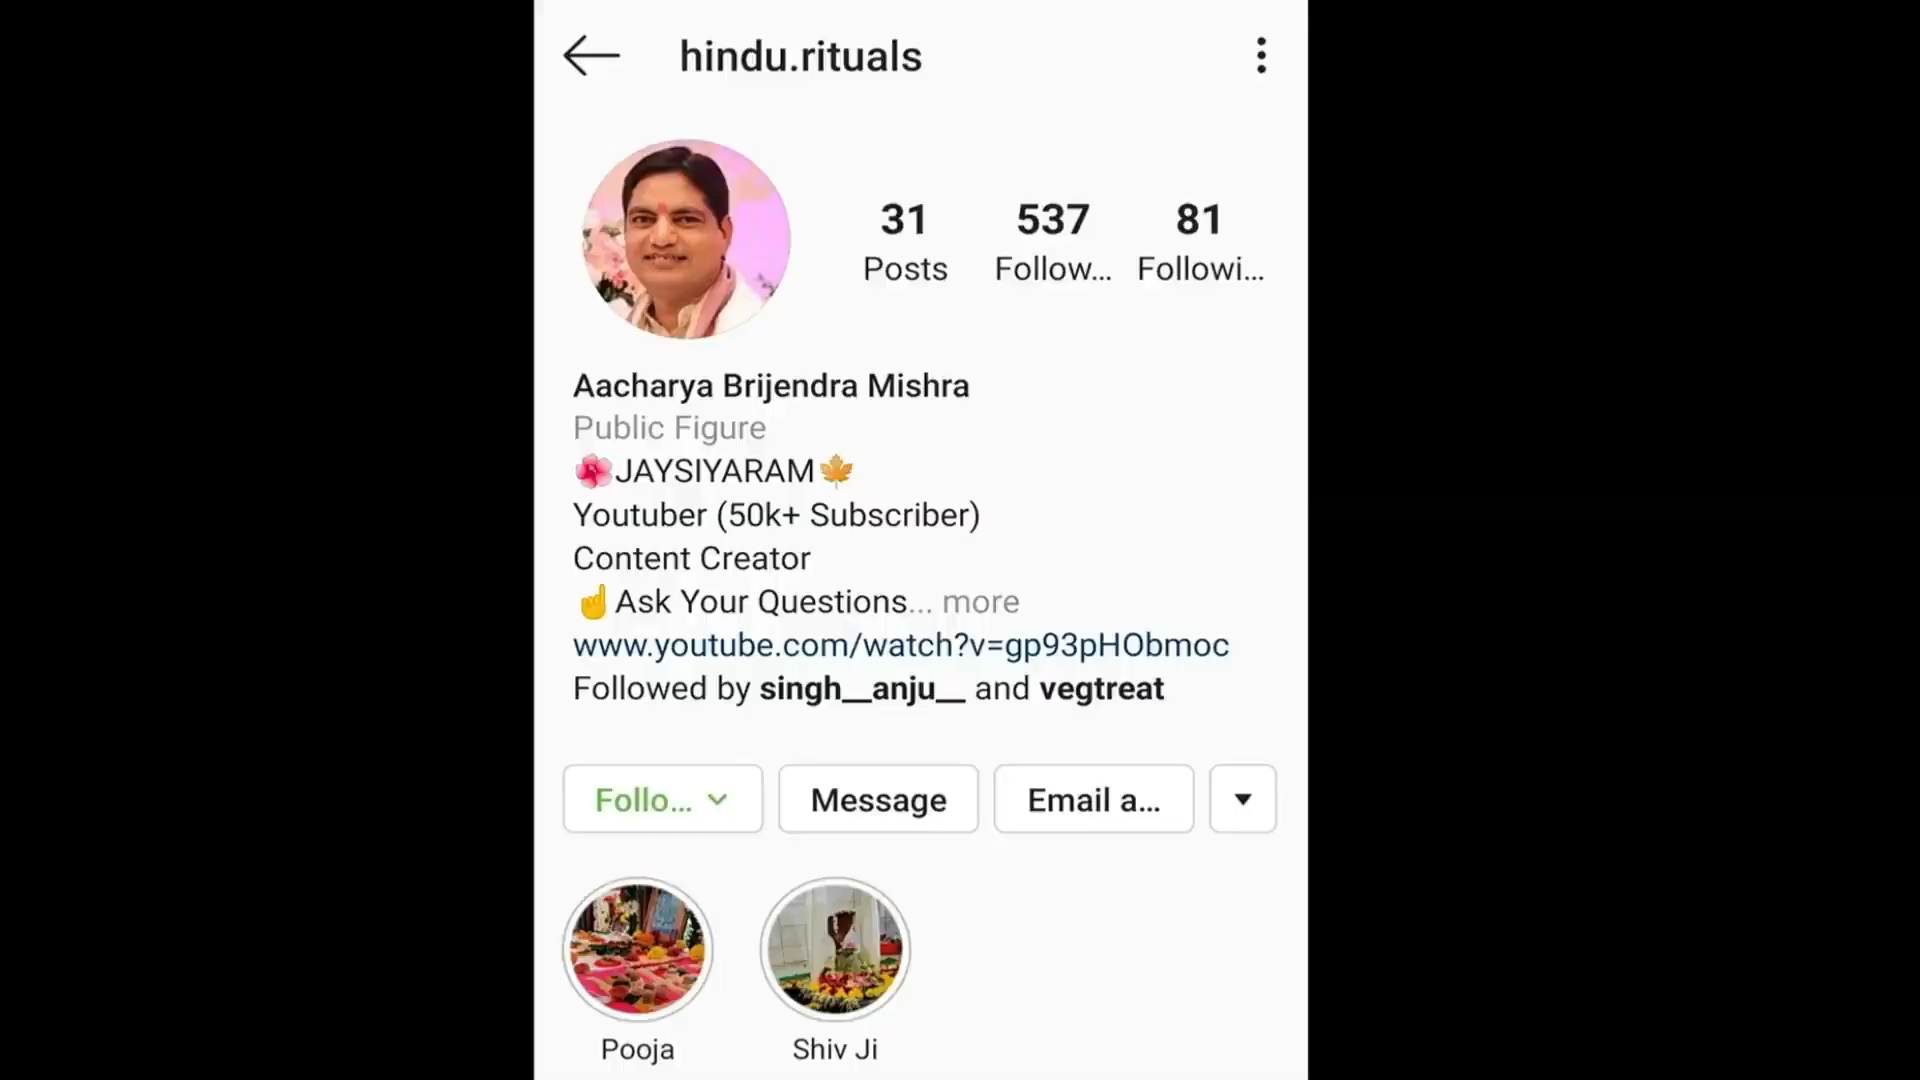 hindu.rituals
31 537 81
Posts Follow... Followi...
Aacharya Brijendra Mishra
Public Figure
🌺JAYSIYARAM🍁
Youtuber (50k+ Subscriber)
Content Creator
☝Ask Your Questions... more
www.youtube.com/watch?v=gp93pHObmoc
Followed by singh__anju__ and vegtreat
Follo... Message Email a...
Pooja Shiv Ji